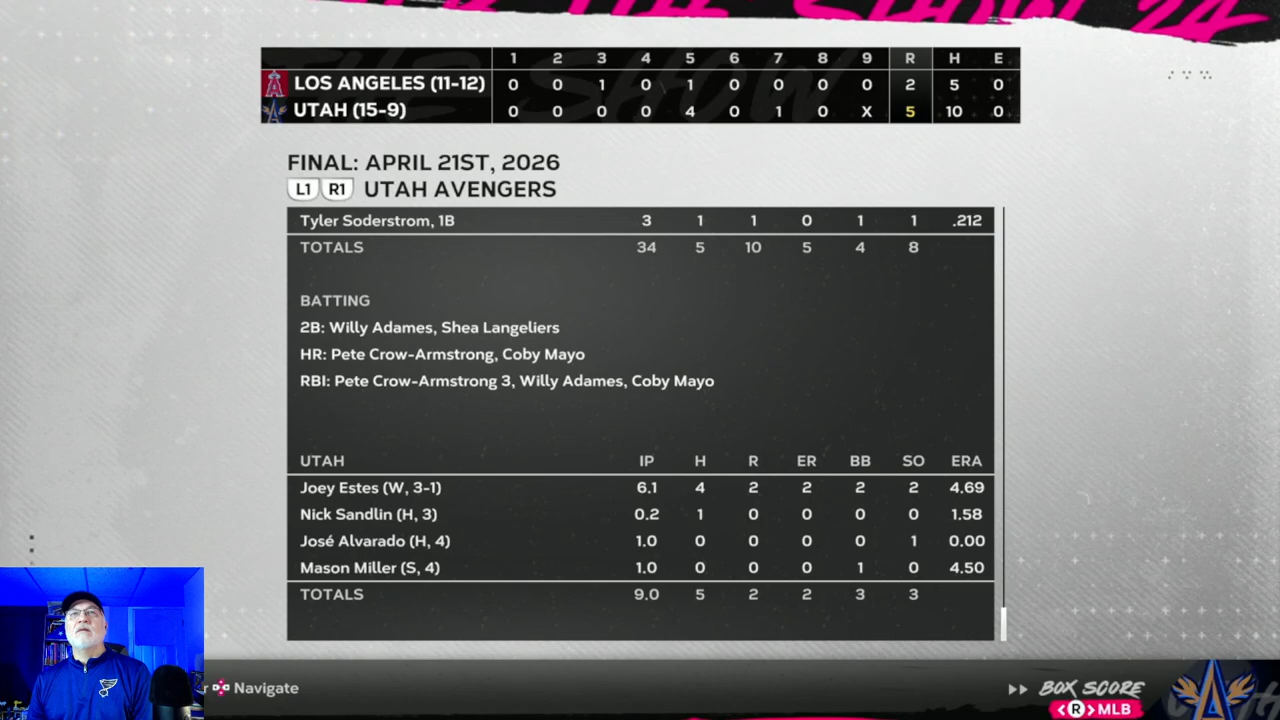 THE SHOW 24
1 2 3 4 5 6 7 8 9 R H E
LOS ANGELES (11-12) 0 0 1 0 1 0 0 0 0 2 5 0
UTAH (15-9) 0 0 0 0 4 0 1 0 X 5 10 0
FINAL: APRIL 21ST, 2026
L1 R1 UTAH AVENGERS
Tyler Soderstrom, 1B 3 1 1 0 1 1 .212
TOTALS 34 5 10 5 4 8
BATTING
2B: Willy Adames, Shea Langeliers
HR: Pete Crow-Armstrong, Coby Mayo
RBI: Pete Crow-Armstrong 3, Willy Adames, Coby Mayo
UTAH IP H R ER BB SO ERA
Joey Estes (W, 3-1) 6.1 4 2 2 2 2 4.69
Nick Sandlin (H, 3) 0.2 1 0 0 0 0 1.58
José Alvarado (H, 4) 1.0 0 0 0 0 1 0.00
Mason Miller (S, 4) 1.0 0 0 0 1 0 4.50
TOTALS 9.0 5 2 2 3 3
Navigate
BOX SCORE
<R> MLB